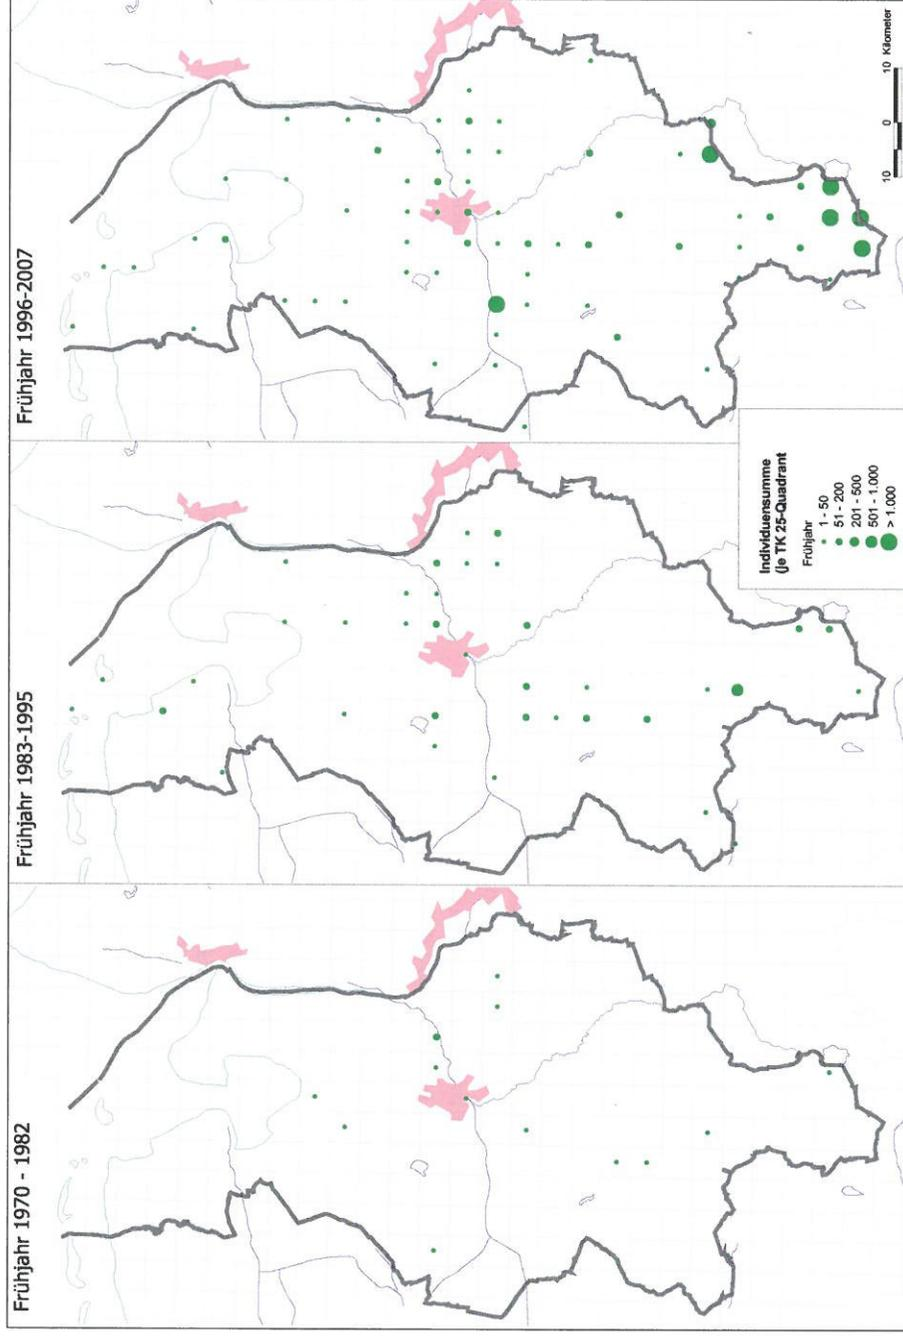 Frühjahr 1970 - 1982
Frühjahr 1983-1995
Frühjahr 1996-2007
Individuensumme
(je TK 25-Quadrant
Frühjahr
1 - 50
51 - 200
201 - 500
501 - 1.000
> 1.000
10 0 10 Kilometer